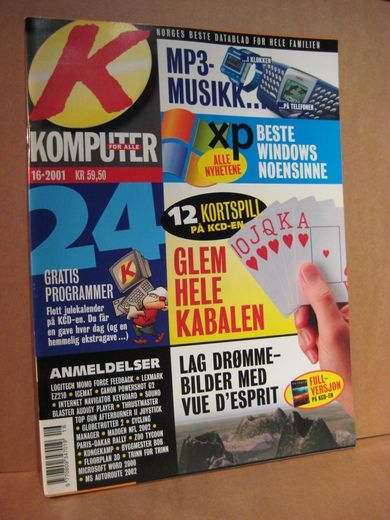 NORGES BESTE DATABLAD FOR HELE FAMILIEN
K
KOMPUTER
FOR ALLE
16•2001 KR 59,50
MP3-
MUSIKK...
...I KLOKKEN
...PÅ TELEFONEN
xp
ALLE
NYHETENE
BESTE
WINDOWS
NOENSINNE
24
GRATIS
PROGRAMMER
Flott julekalender
på KCD-en. Du får
en gave hver dag (og en
hemmelig ekstragave...)
K
12 KORTSPILL
PÅ KCD-EN
GLEM
HELE
KABALEN
10 J Q K A
ANMELDELSER
LOGITECH MOMO FORCE FEEDBACK • LEXMARK
EZ210 • ICEMAT • CANON POWERSHOT G2
• INTERNET NAVIGATOR KEYBOARD • SOUND
BLASTER AUDIGY PLAYER • THRUSTMASTER
TOP GUN AFTERBURNER II JOYSTICK
• GLOBETROTTER 2 • CYCLING
MANAGER • MADDEN NFL 2002 •
PARIS-DAKAR RALLY • ZOO TYCOON
• KONGEKAMP • BYGGMESTER BOB
• FLOORPLAN 3D • TRINN FOR TRINN
MICROSOFT WORD 2000
• MS AUTOROUTE 2002
LAG DRØMME-
BILDER MED
VUE D'ESPRIT
FULL-
VERSJON
PÅ KCD-EN